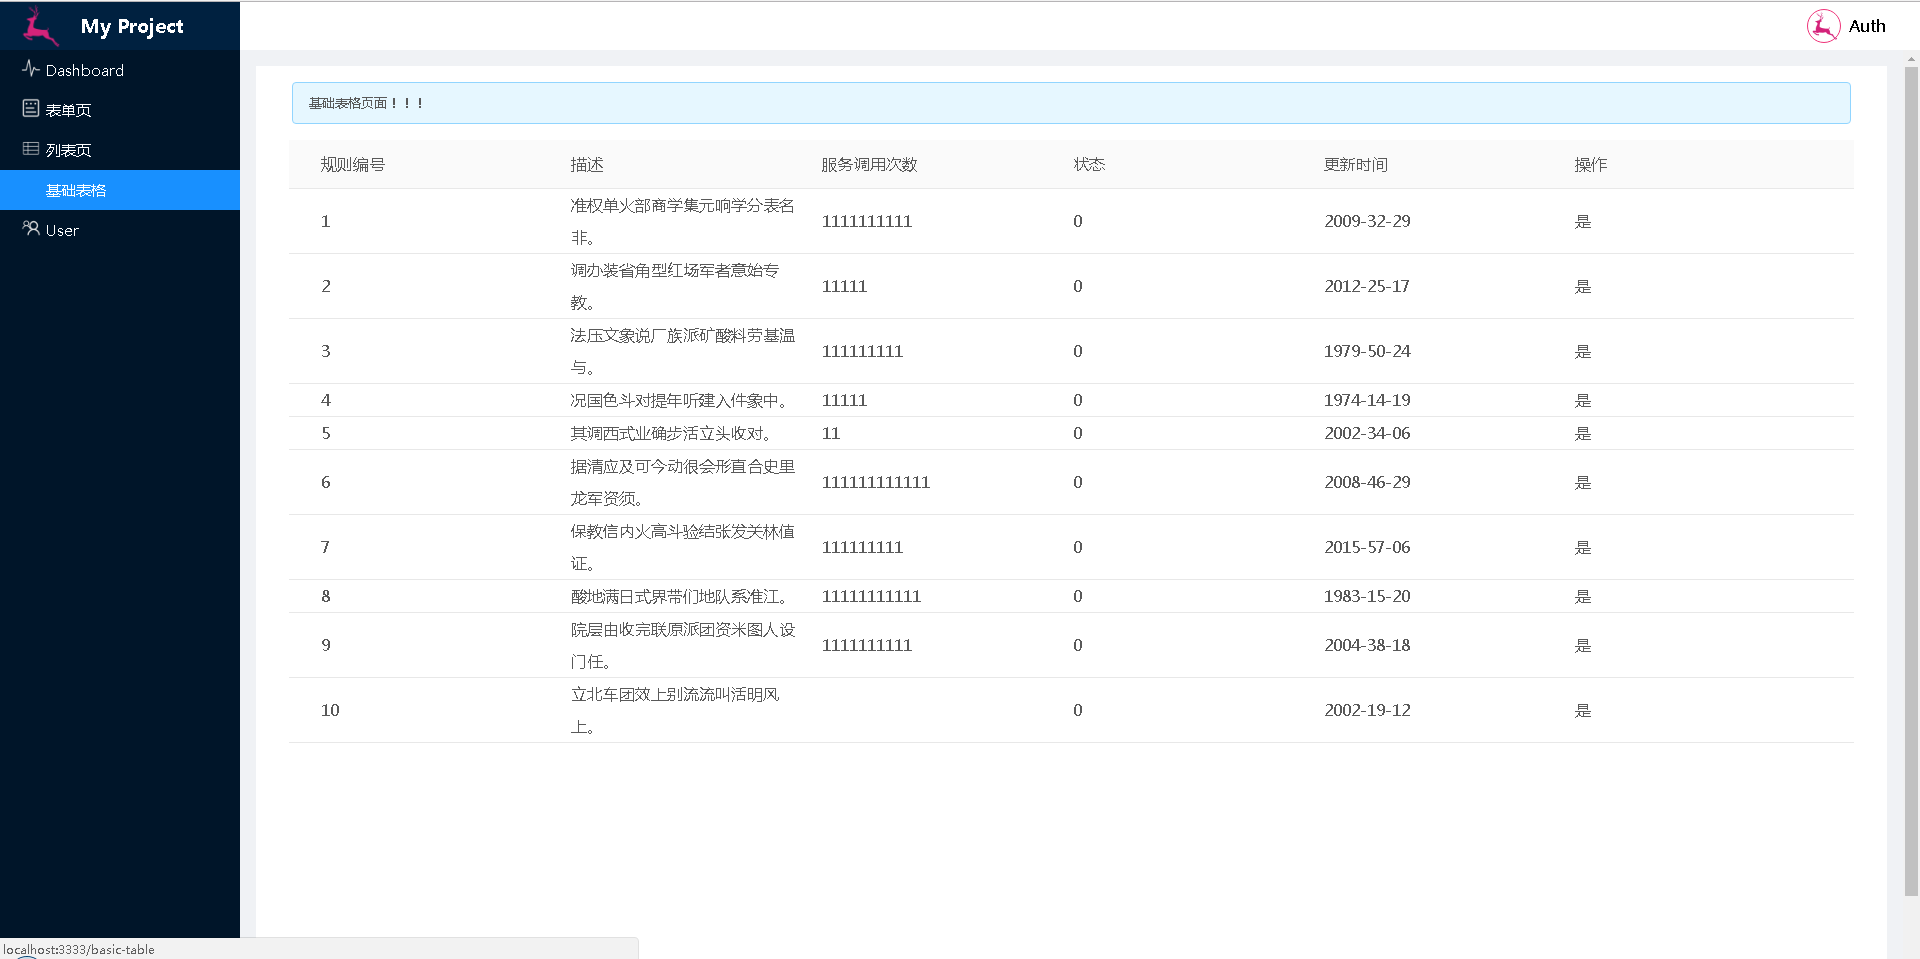 My Project
Auth
Dashboard
表单页
列表页
基础表格
User
基础表格页面！！！
规则编号 描述 服务调用次数 状态 更新时间 操作
1 准权单火部商学集元响学分表名非。 1111111111 0 2009-32-29 是
2 调办装省角型红场军者意始专教。 11111 0 2012-25-17 是
3 法压文象说厂族派矿酸料劳基温与。 111111111 0 1979-50-24 是
4 况国色斗对提年听建入件象中。 11111 0 1974-14-19 是
5 其调西式业确步活立头收对。 11 0 2002-34-06 是
6 据清应及可今动很会形直合史里龙军资须。 111111111111 0 2008-46-29 是
7 保教信内火高斗验结张发关林值证。 111111111 0 2015-57-06 是
8 酸地满日式界带们地队系准江。 11111111111 0 1983-15-20 是
9 院层由收完联原派团资米图人设门任。 1111111111 0 2004-38-18 是
10 立北车团效上别流流叫活明风上。 0 2002-19-12 是
localhost:3333/basic-table